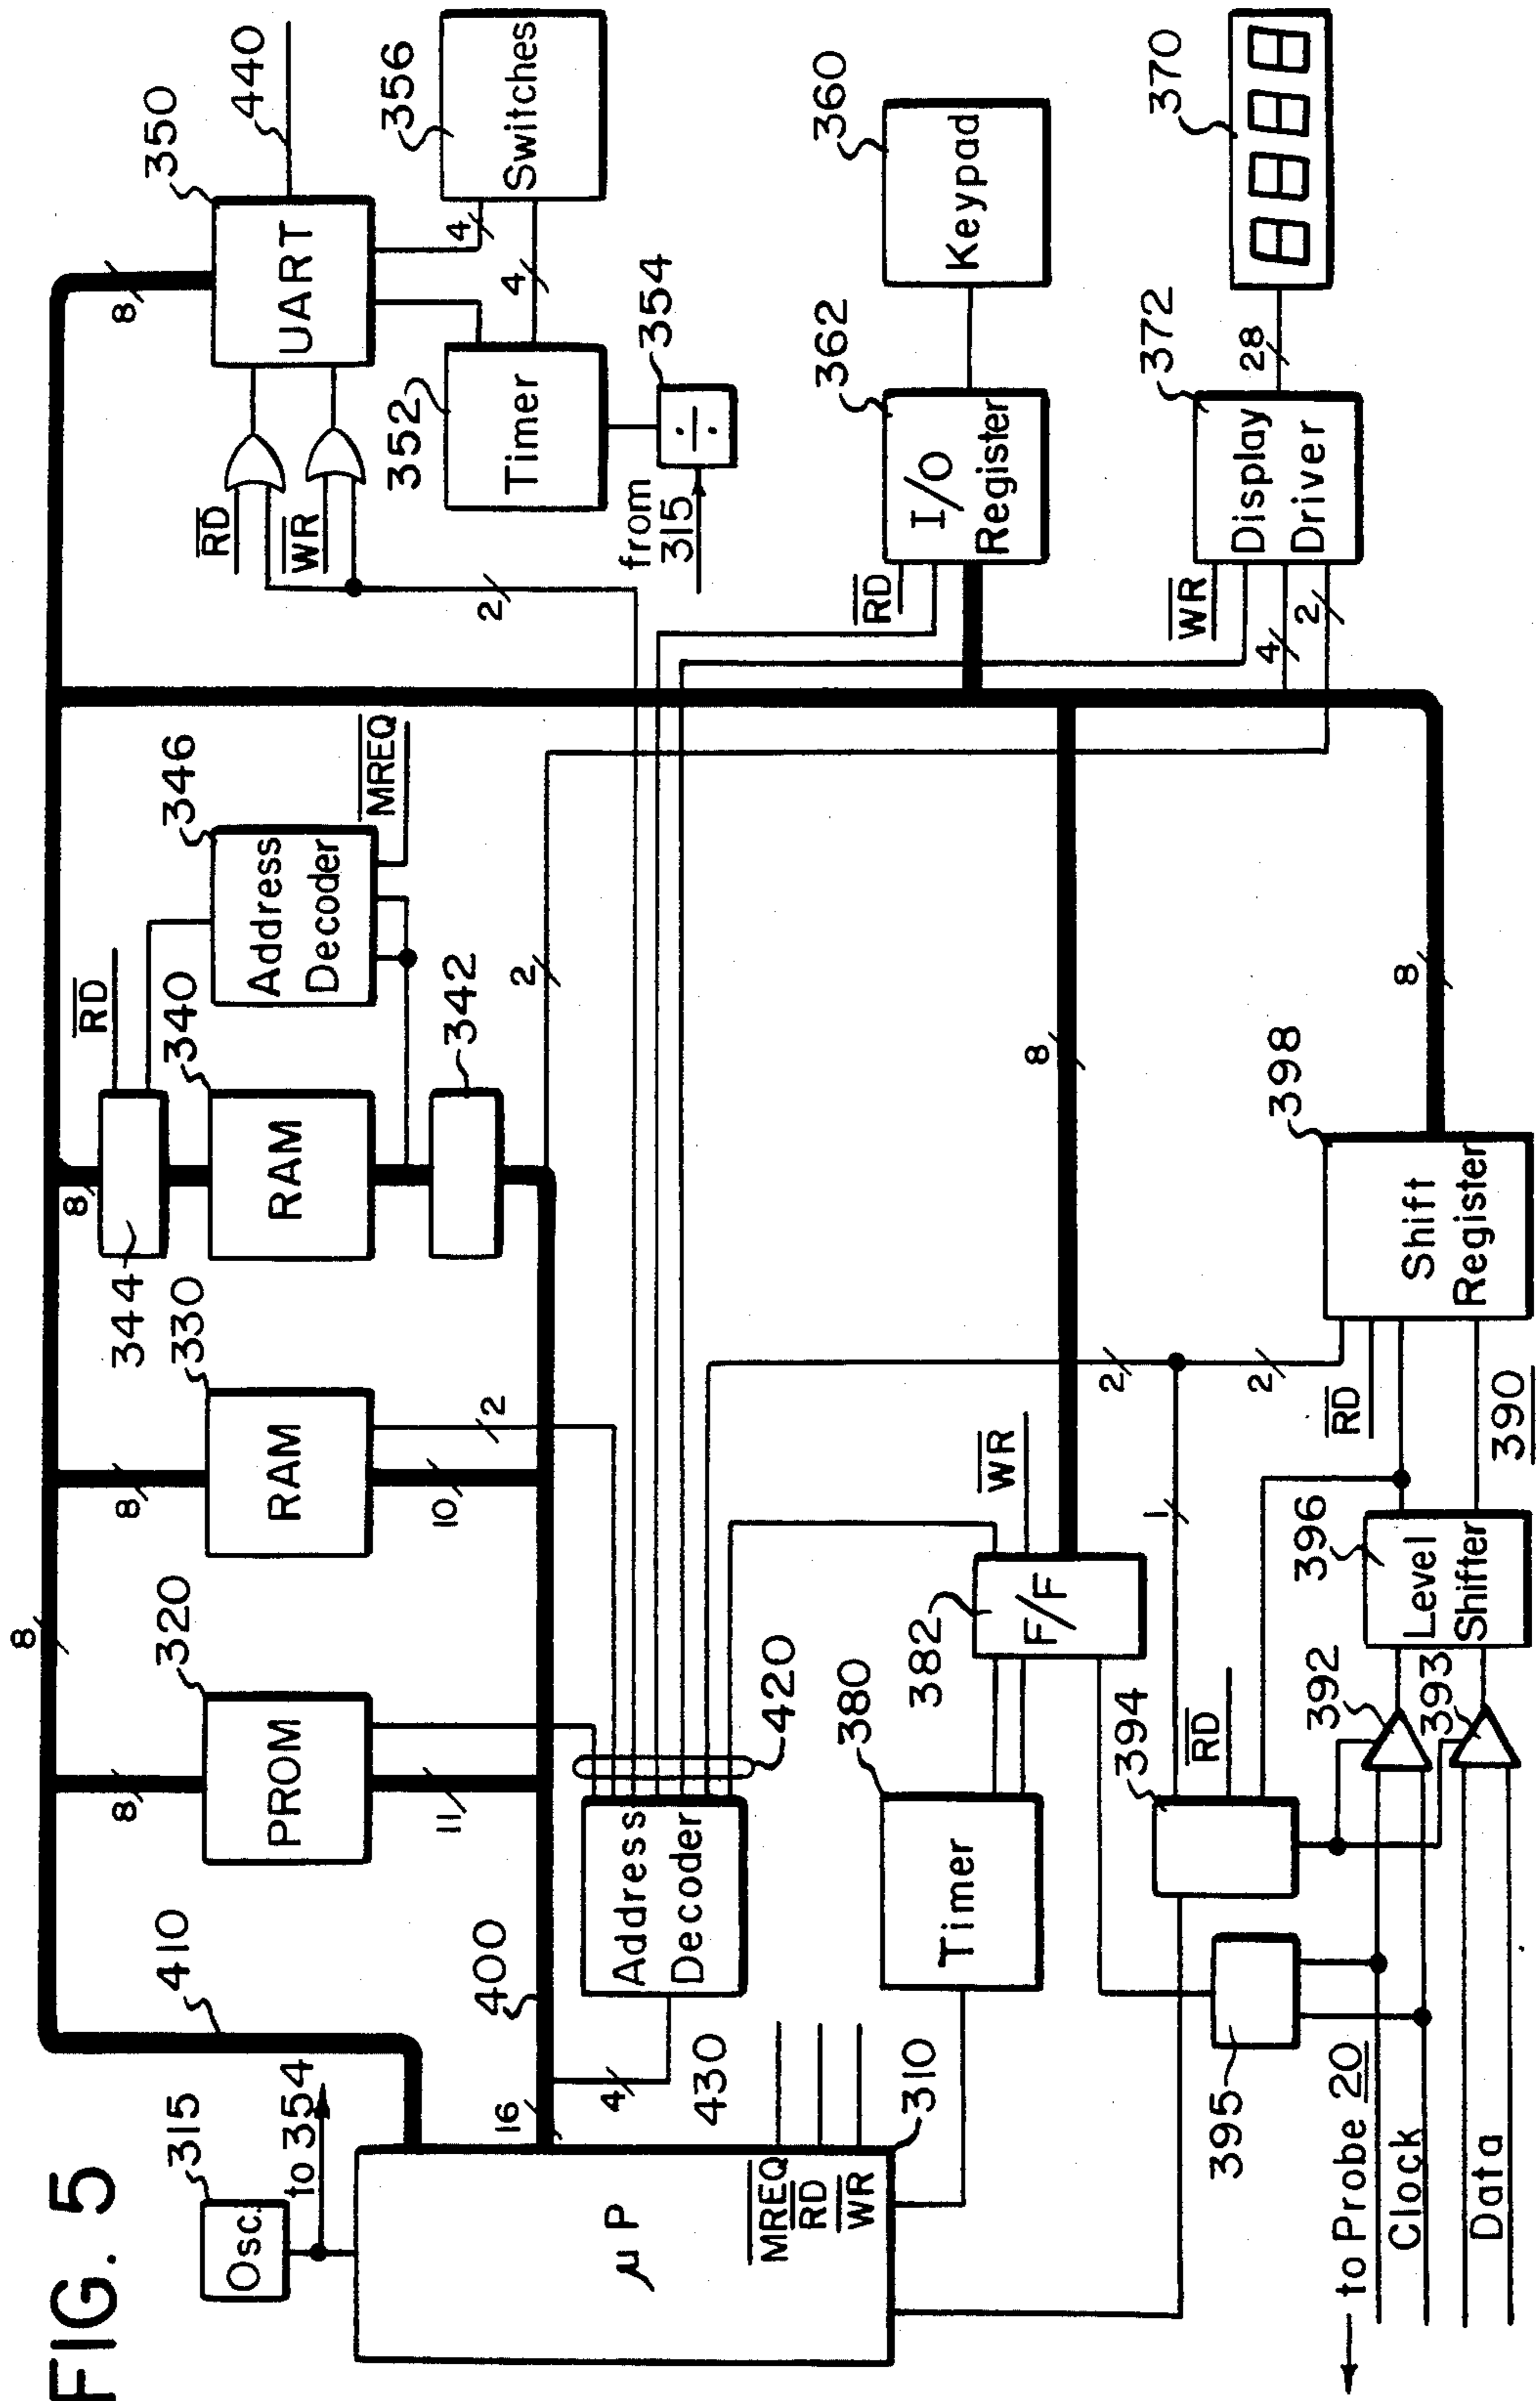 FIG. 5
315
Osc.
to 354
410
8
320
8
PROM
11
330
8
RAM
10
2
344
8
340
RD
RAM
342
346
Address
Decoder
MREQ
2
8
350
440
UART
RD
WR
2
352
Timer
354
÷
from
315
356
Switches
4
4
400
16
4
μP
MREQ
RD
WR
430
310
Address
Decoder
420
380
Timer
382
F/F
WR
8
362
RD
I/O
Register
360
Keypad
372
WR
4
2
Display
Driver
28
370
8888
394
RD
1
2
2
395
to Probe 20
Clock
Data
392
393
396
Level
Shifter
RD
390
398
Shift
Register
8